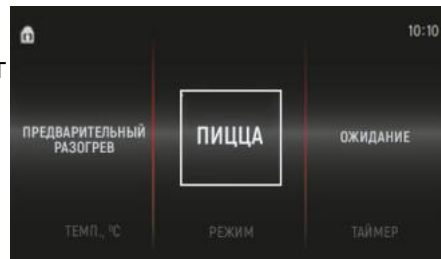 10:10
Т
ПРЕДВАРИТЕЛЬНЫЙ
РАЗОГРЕВ
ПИЦЦА
ОЖИДАНИЕ
ТЕМП., °C
РЕЖИМ
ТАЙМЕР